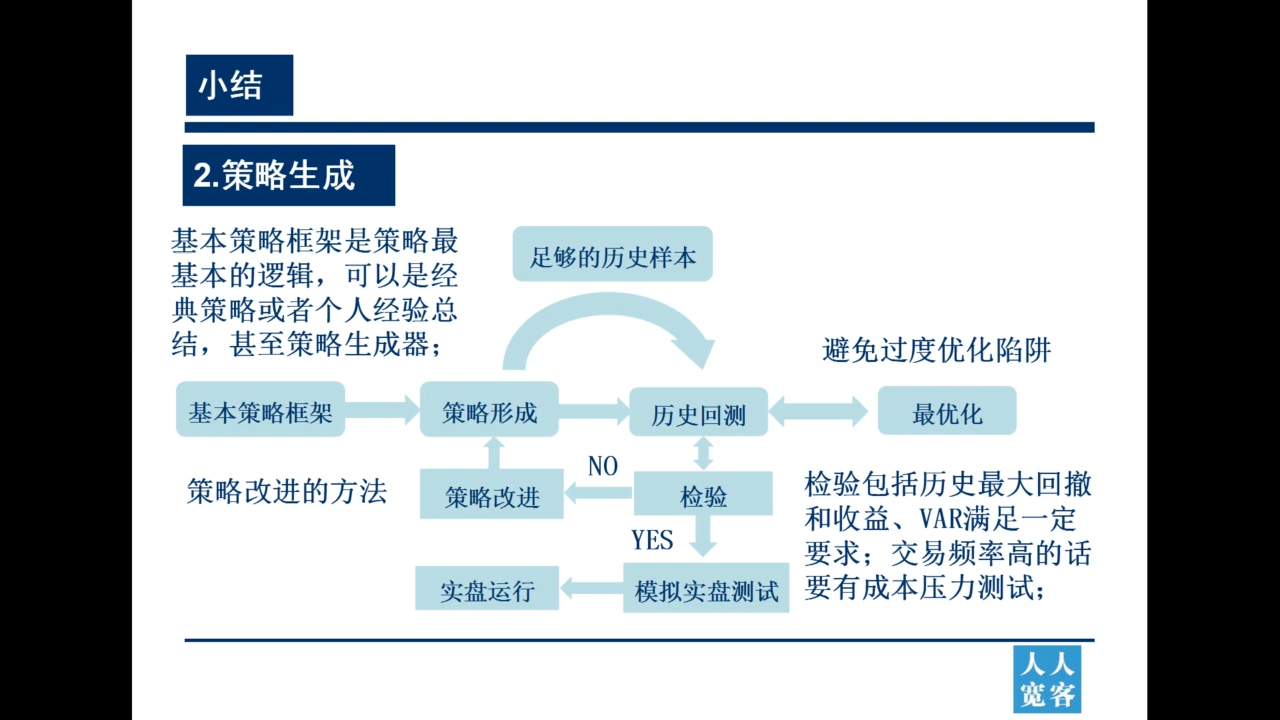 小结
2.策略生成
基本策略框架是策略最
基本的逻辑，可以是经
典策略或者个人经验总
结，甚至策略生成器；
足够的历史样本
避免过度优化陷阱
基本策略框架
策略形成
历史回测
最优化
策略改进的方法
策略改进
NO
检验
YES
检验包括历史最大回撤
和收益、VAR满足一定
要求；交易频率高的话
要有成本压力测试；
实盘运行
模拟实盘测试
人人
宽客